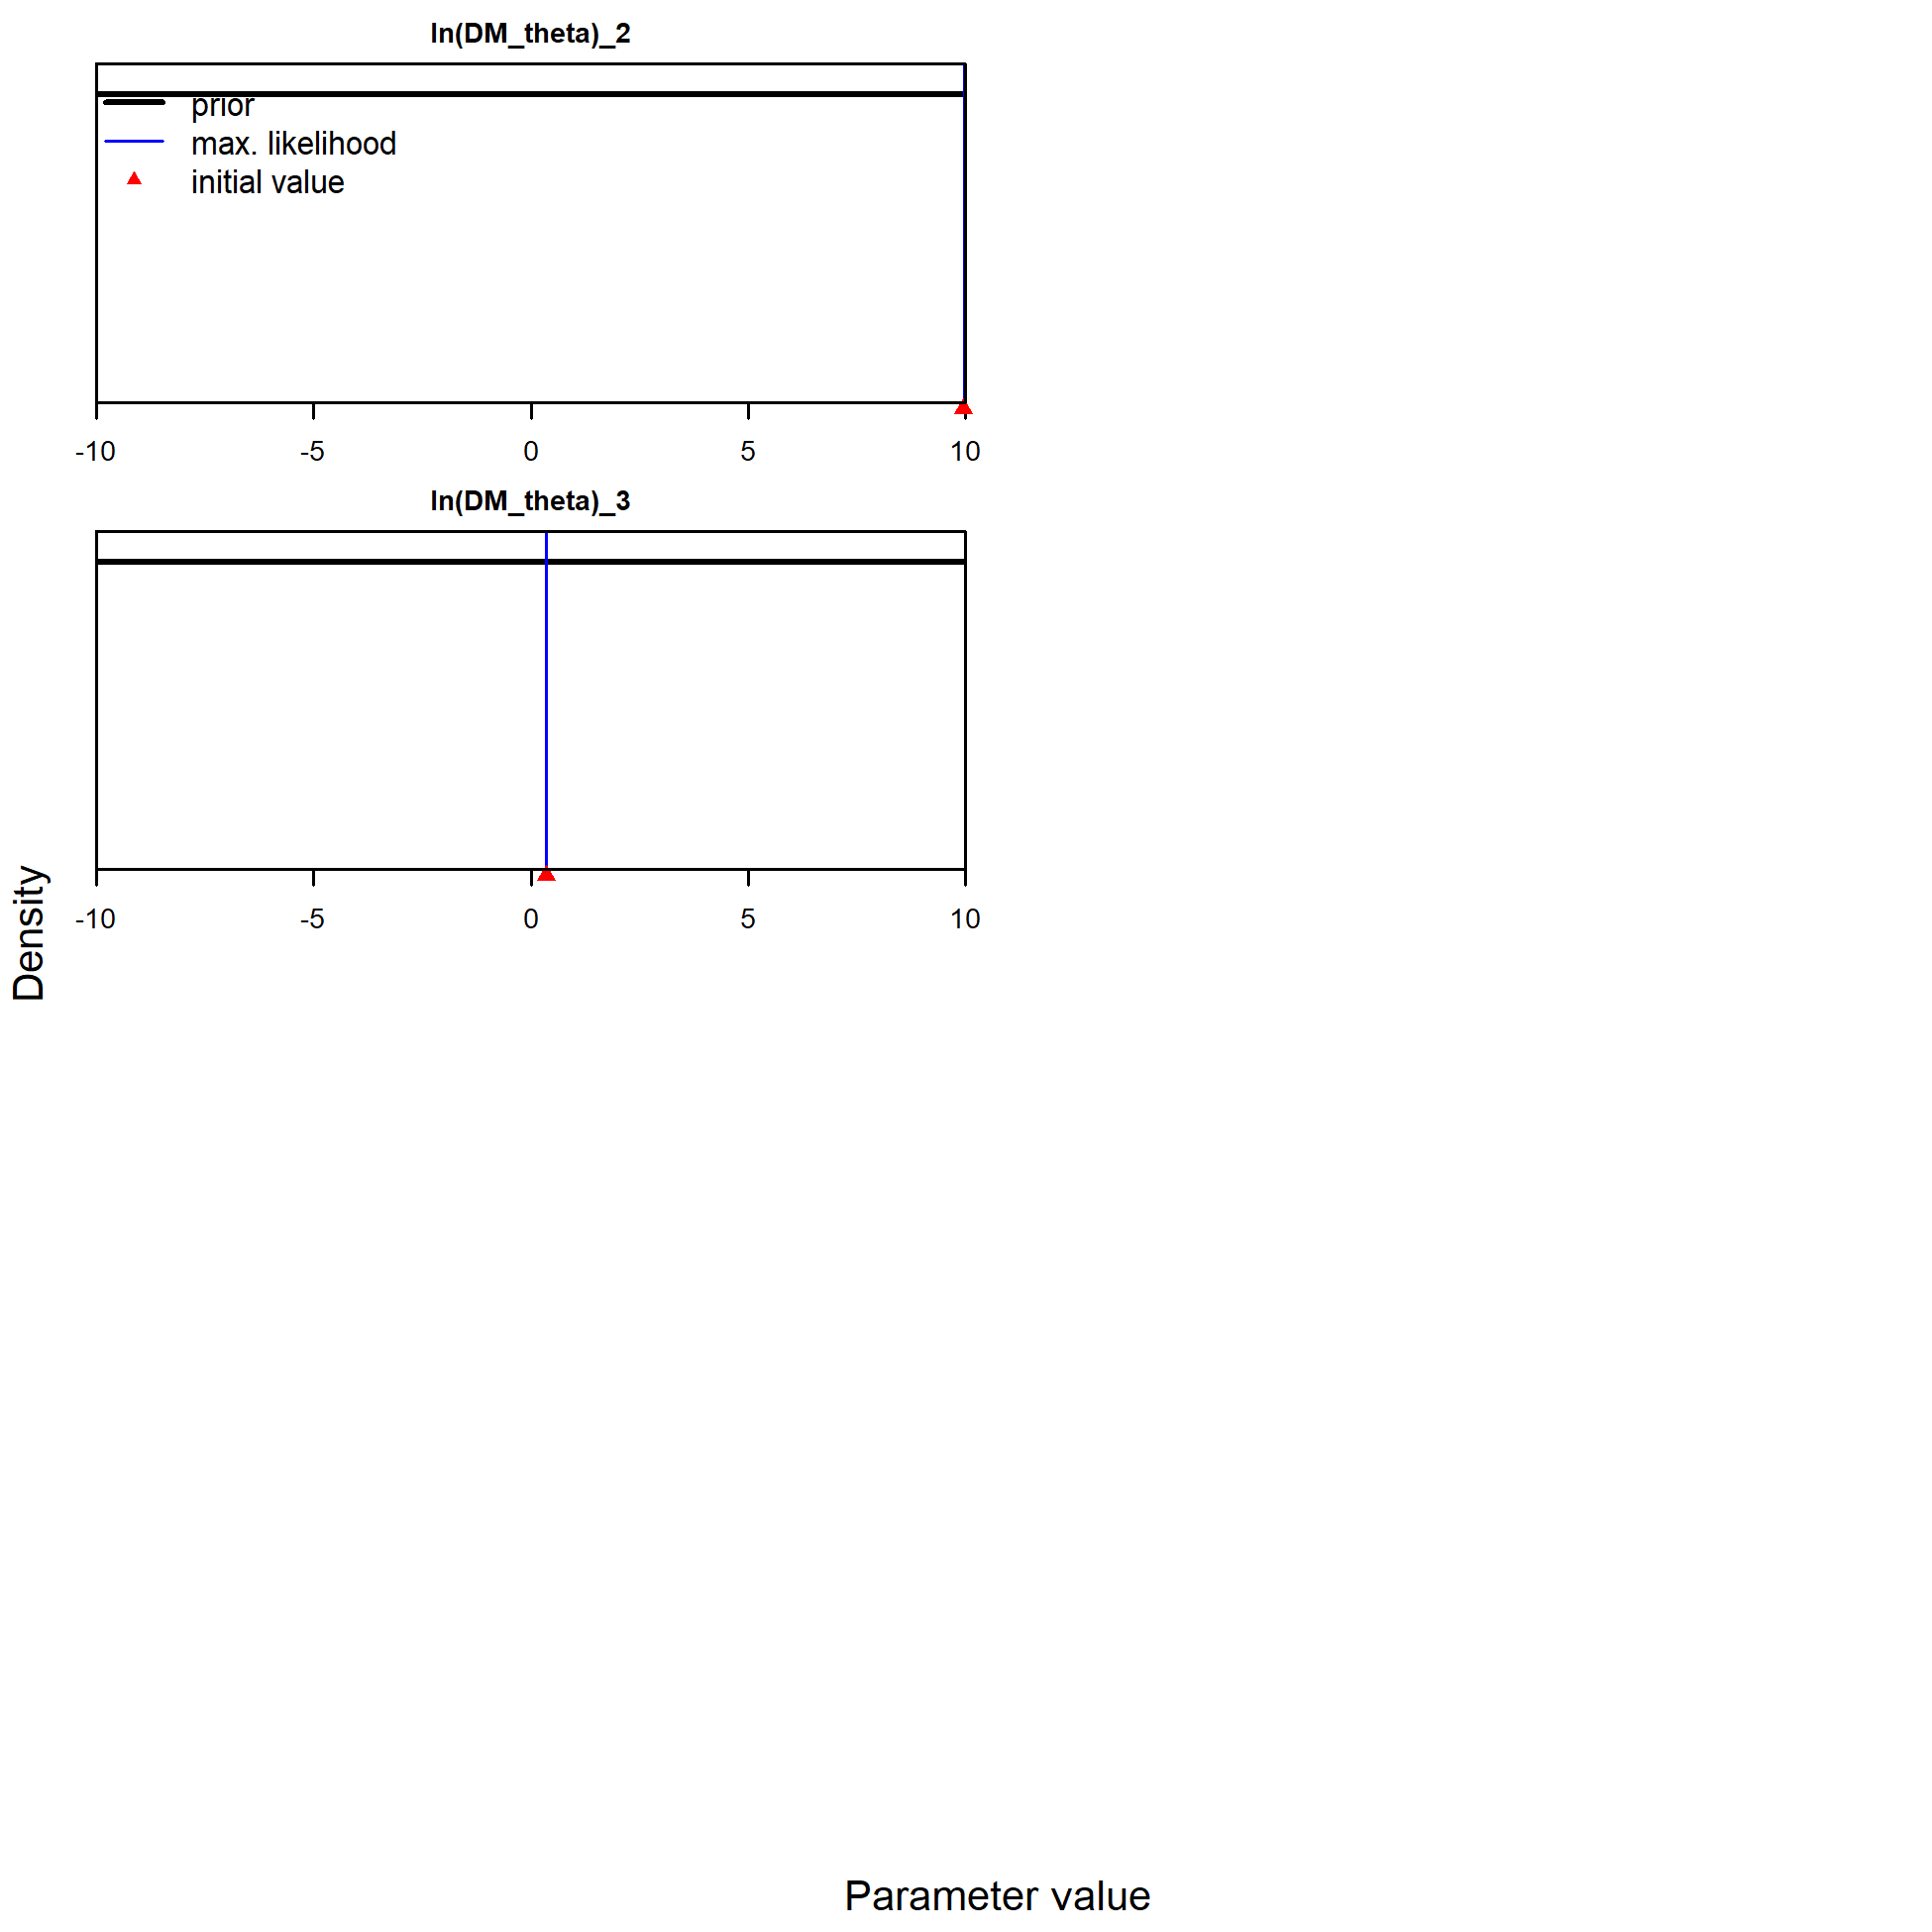 ln(DM_theta)_2
prior
max. likelihood
initial value
-10 -5 0 5 10
ln(DM_theta)_3
-10 -5 0 5 10
Density
Parameter value